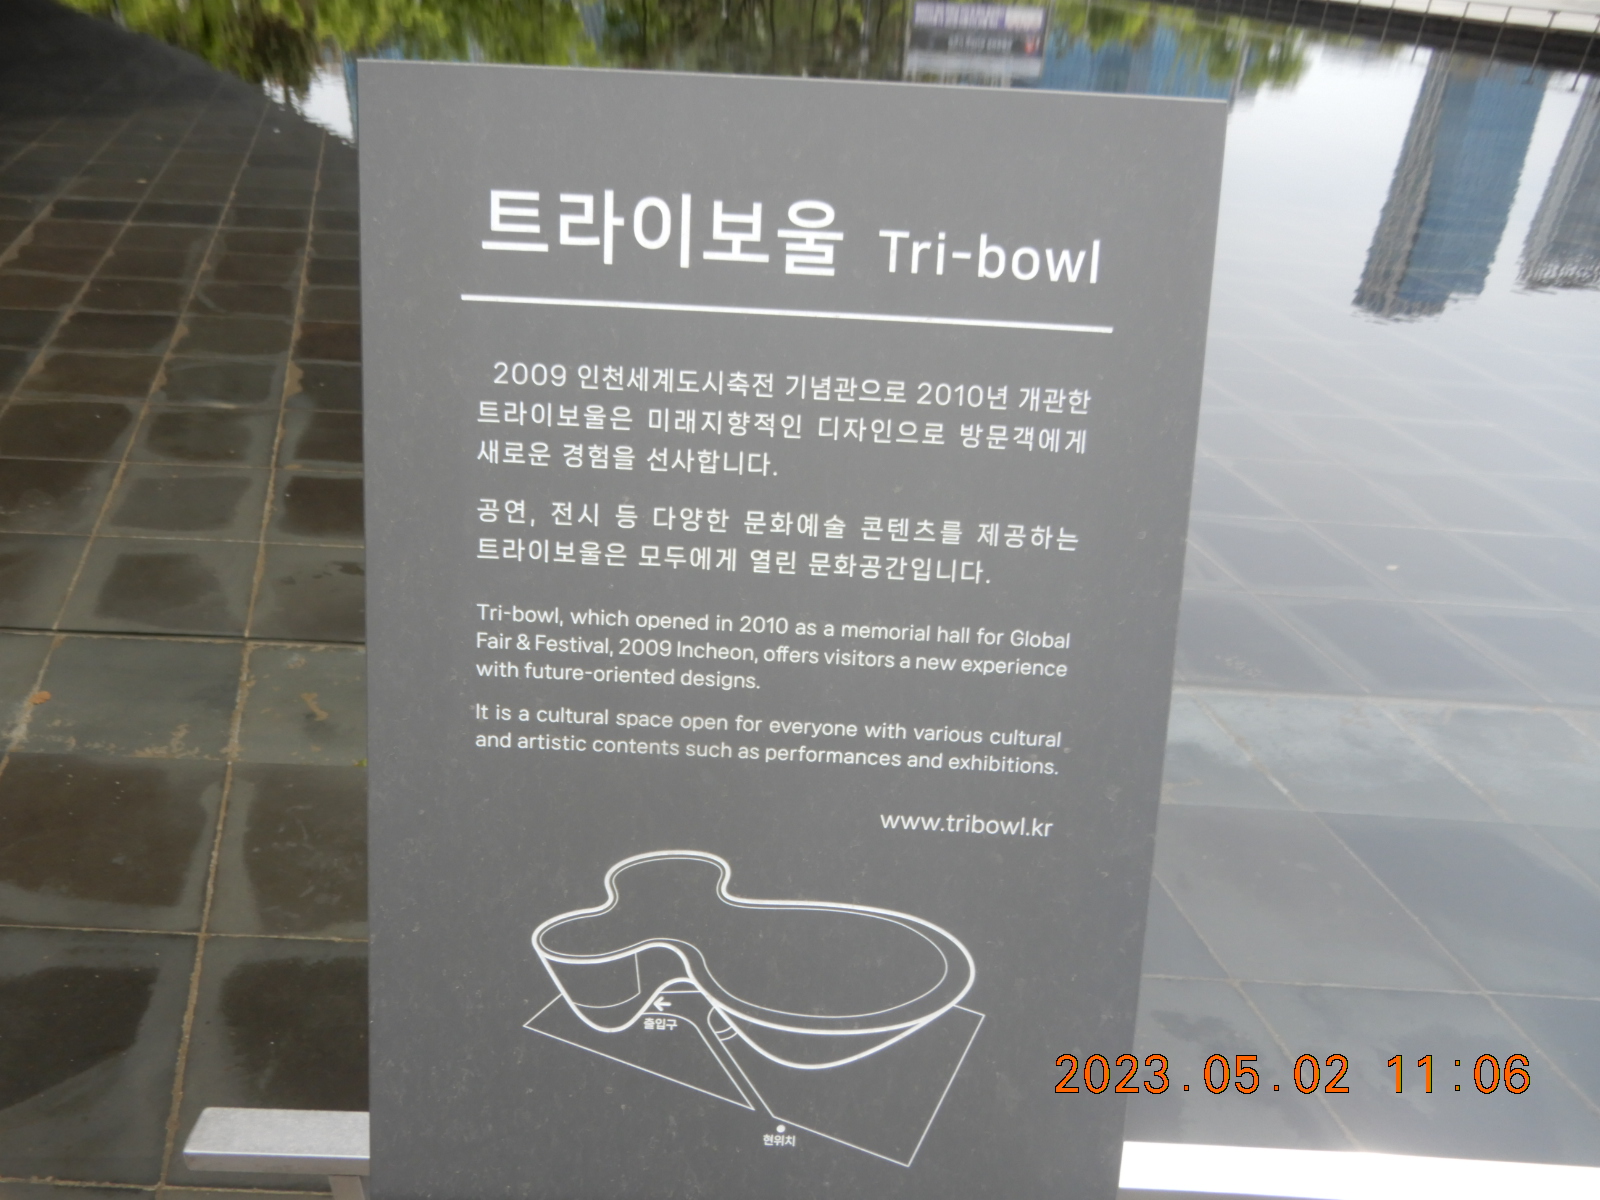 트라이보울 Tri-bowl
2009 인천세계도시축전 기념관으로 2010년 개관한
트라이보울은 미래지향적인 디자인으로 방문객에게
새로운 경험을 선사합니다.
공연, 전시 등 다양한 문화예술 콘텐츠를 제공하는
트라이보울은 모두에게 열린 문화공간입니다.
Tri-bowl, which opened in 2010 as a memorial hall for Global
Fair & Festival, 2009 Incheon, offers visitors a new experience
with future-oriented designs.
It is a cultural space open for everyone with various cultural
and artistic contents such as performances and exhibitions.
www.tribowl.kr
출입구
현위치
2023.05.02 11:06